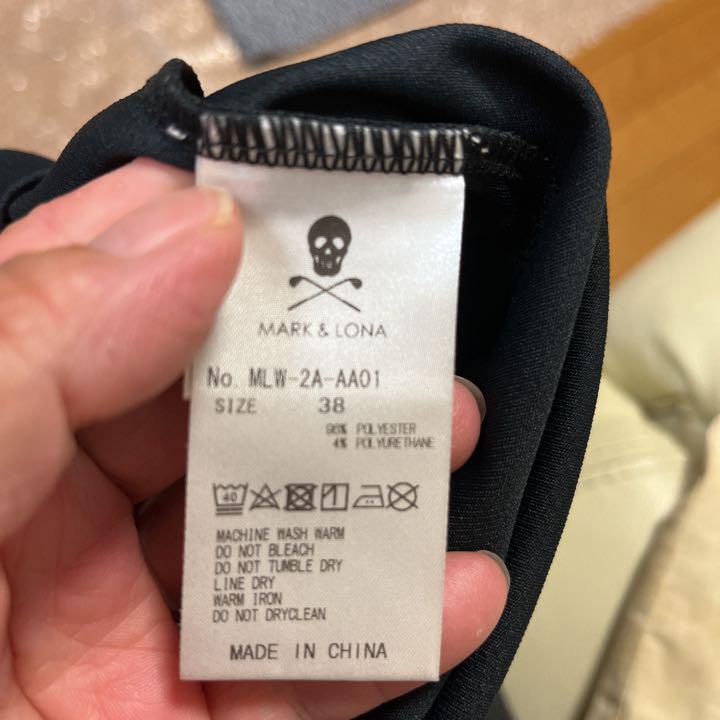 MARK & LONA
No. MLW-2A-AA01
SIZE 38
96% POLYESTER
4% POLYURETHANE
40
MACHINE WASH WARM
DO NOT BLEACH
DO NOT TUMBLE DRY
LINE DRY
WARM IRON
DO NOT DRYCLEAN
MADE IN CHINA